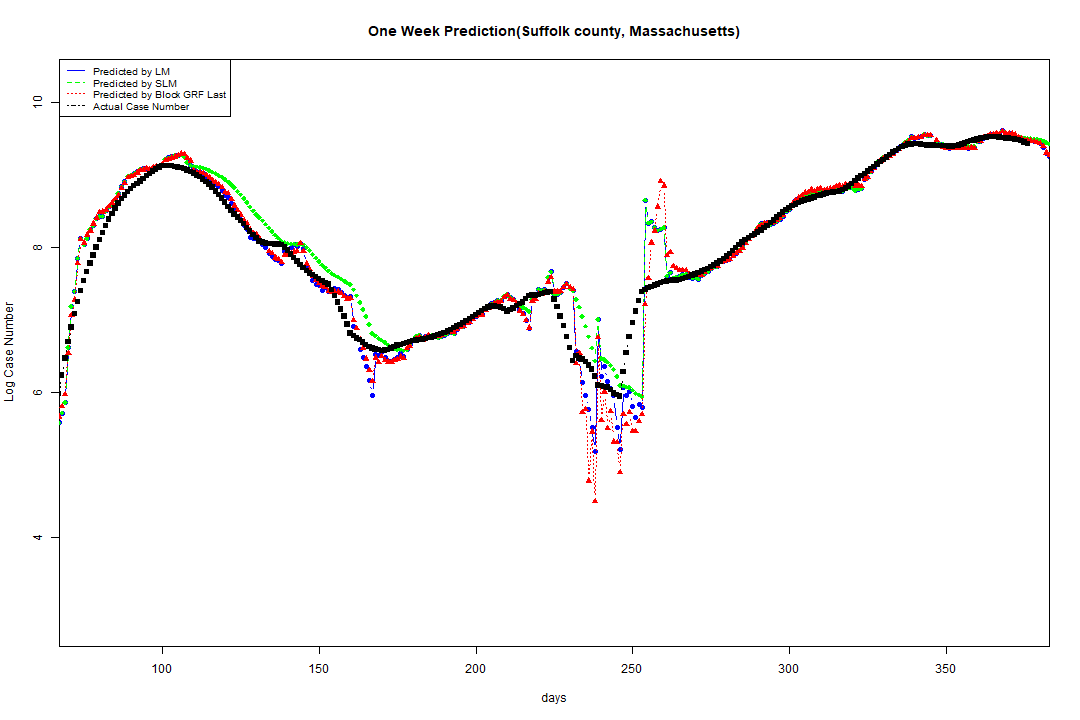 One Week Prediction(Suffolk county, Massachusetts)
Predicted by LM
Predicted by SLM
Predicted by Block GRF Last
Actual Case Number
10
8
6
4
Log Case Number
100 150 200 250 300 350
days